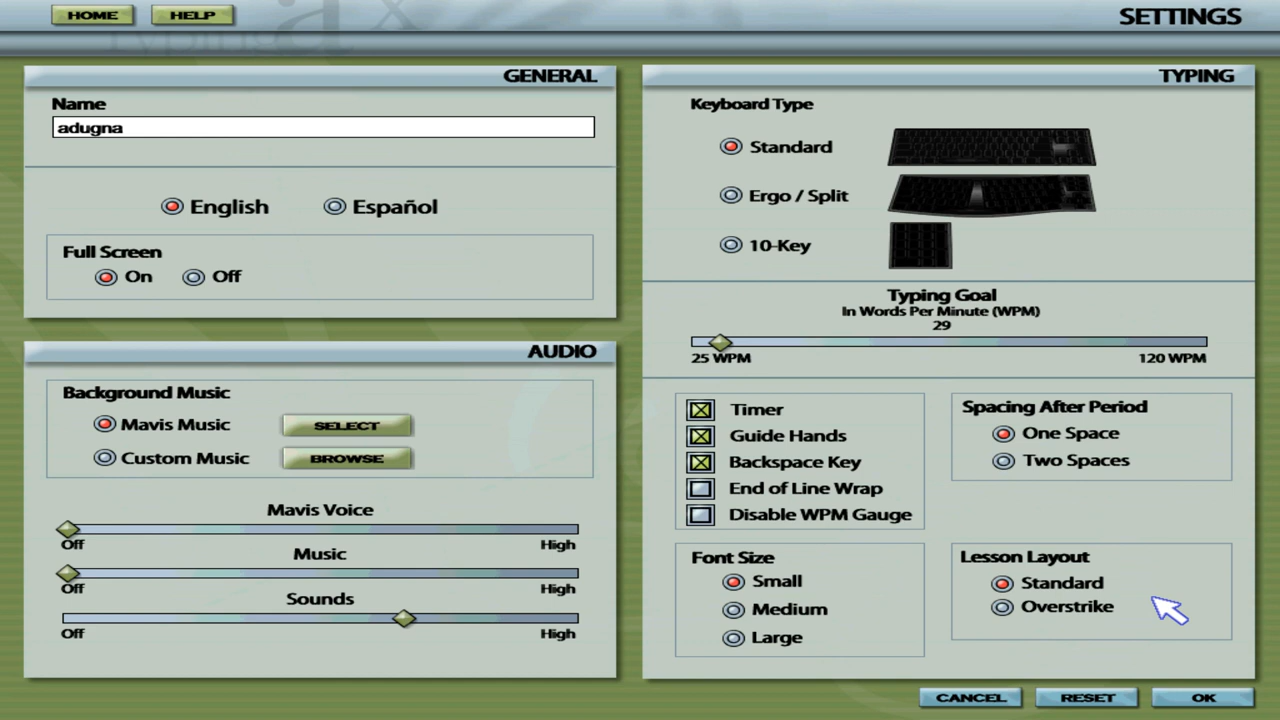 HOME HELP SETTINGS
GENERAL
Name
adugna
English Español
Full Screen
On Off
AUDIO
Background Music
Mavis Music SELECT
Custom Music BROWSE
Mavis Voice
Off High
Music
Off High
Sounds
Off High
TYPING
Keyboard Type
Standard
Ergo / Split
10-Key
Typing Goal
In Words Per Minute (WPM)
29
25 WPM 120 WPM
Timer
Guide Hands
Backspace Key
End of Line Wrap
Disable WPM Gauge
Spacing After Period
One Space
Two Spaces
Font Size
Small
Medium
Large
Lesson Layout
Standard
Overstrike
CANCEL RESET OK